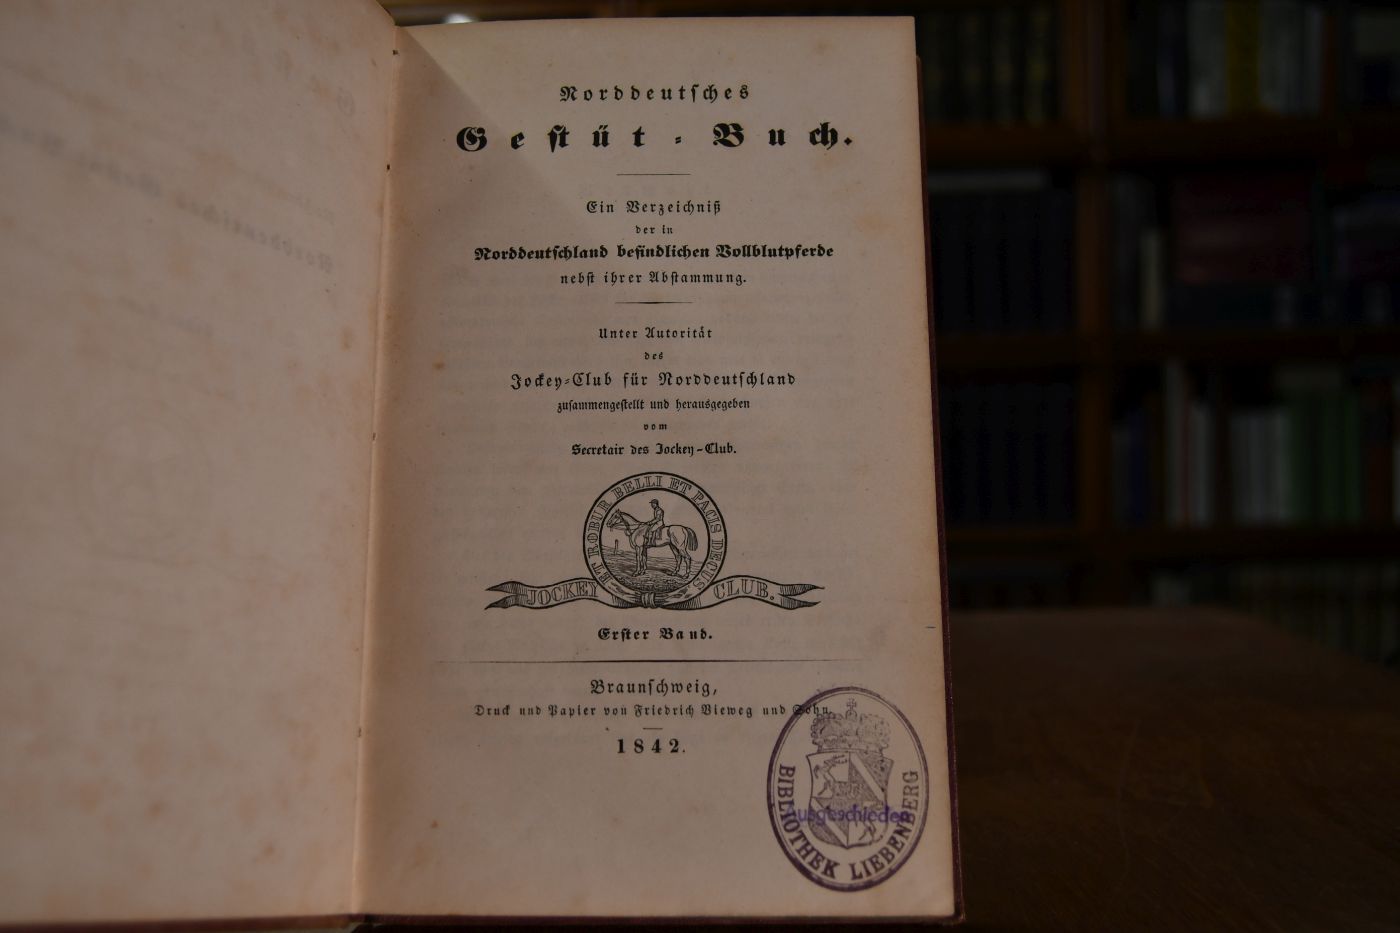 Norddeutſches
Geſtüt-Buch.
Ein Verzeichniß
der in
Norddeutſchland befindlichen Vollblutpferde
nebſt ihrer Abſtammung.
Unter Autorität
des
Jockey-Club für Norddeutſchland
zuſammengeſtellt und herausgegeben
vom
Secretair des Jockey-Club.
ET ROBUR BELLI ET PACIS DECUS
JOCKEY CLUB.
Erſter Band.
Braunſchweig,
Druck und Papier von Friedrich Vieweg und Sohn.
1842.
Ausgeschieden
BIBLIOTHEK LIEBENBERG